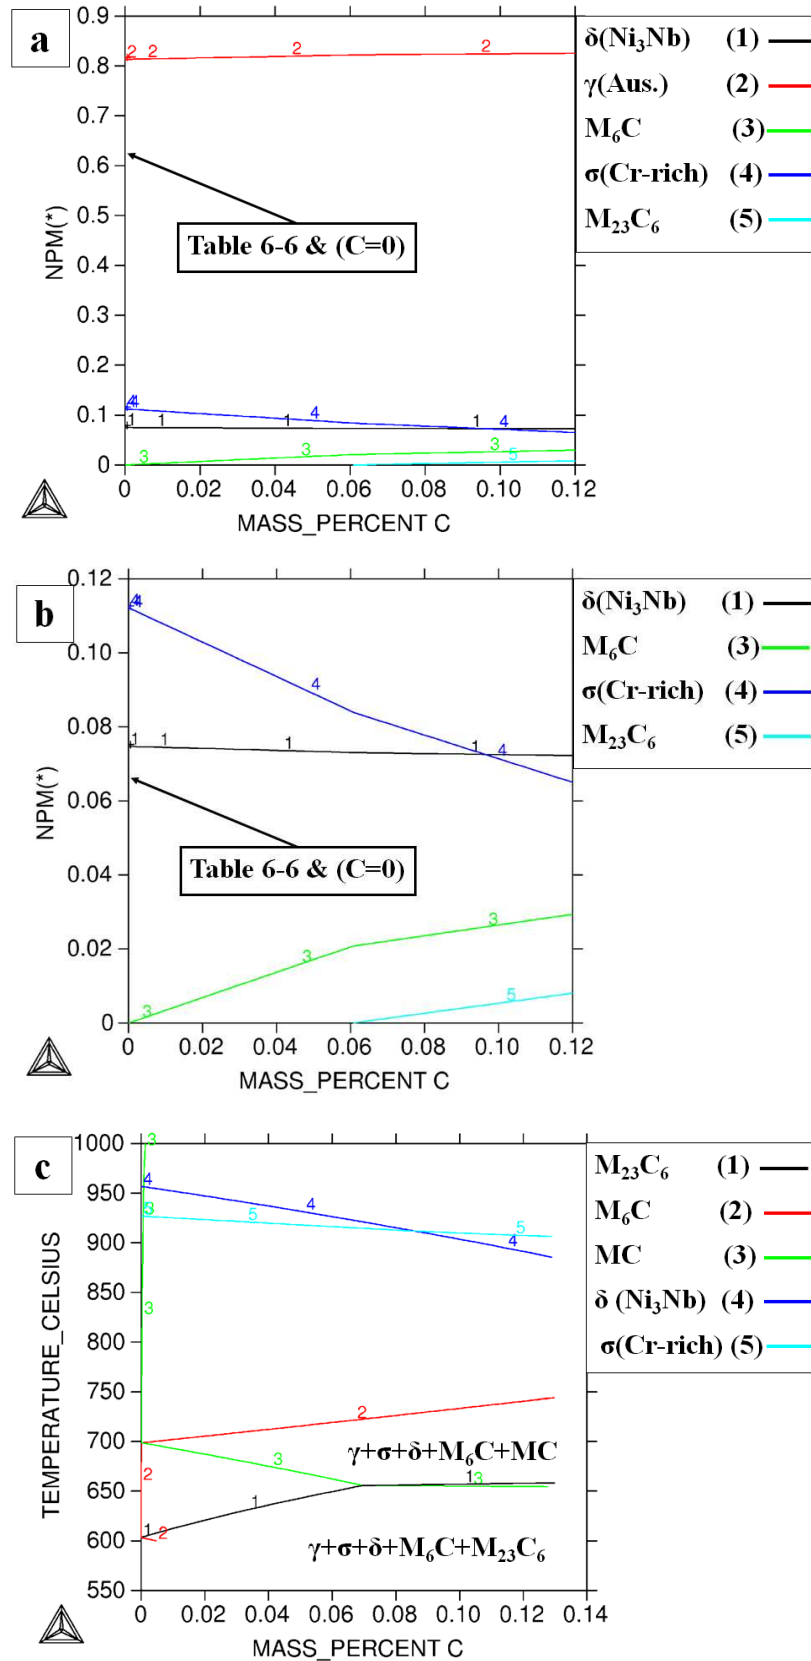 a
0.9
0.8
0.7
0.6
0.5
0.4
0.3
0.2
0.1
0
NPM(*)
2 2 2 2
Table 6-6 & (C=0)
44 4 4
1 1 1 1
3 3 3
5
0 0.02 0.04 0.06 0.08 0.10 0.12
MASS_PERCENT C
δ(Ni₃Nb) (1)
γ(Aus.) (2)
M₆C (3)
σ(Cr-rich) (4)
M₂₃C₆ (5)
b
0.12
0.10
0.08
0.06
0.04
0.02
0
NPM(*)
44 4 4
1 1 1 1
Table 6-6 & (C=0)
3 3 3
5
0 0.02 0.04 0.06 0.08 0.10 0.12
MASS_PERCENT C
δ(Ni₃Nb) (1)
M₆C (3)
σ(Cr-rich) (4)
M₂₃C₆ (5)
c
1000
950
900
850
800
750
700
650
600
550
TEMPERATURE_CELSIUS
3
4 4 4
5 5
3
3
2
2
3 3
1 1 1
2
γ+σ+δ+M₆C+MC
γ+σ+δ+M₆C+M₂₃C₆
0 0.02 0.04 0.06 0.08 0.10 0.12 0.14
MASS_PERCENT C
M₂₃C₆ (1)
M₆C (2)
MC (3)
δ (Ni₃Nb) (4)
σ(Cr-rich) (5)